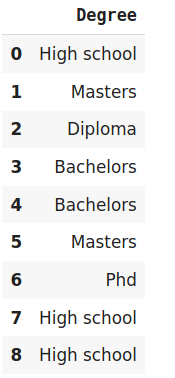 Degree
0 High school
1 Masters
2 Diploma
3 Bachelors
4 Bachelors
5 Masters
6 Phd
7 High school
8 High school